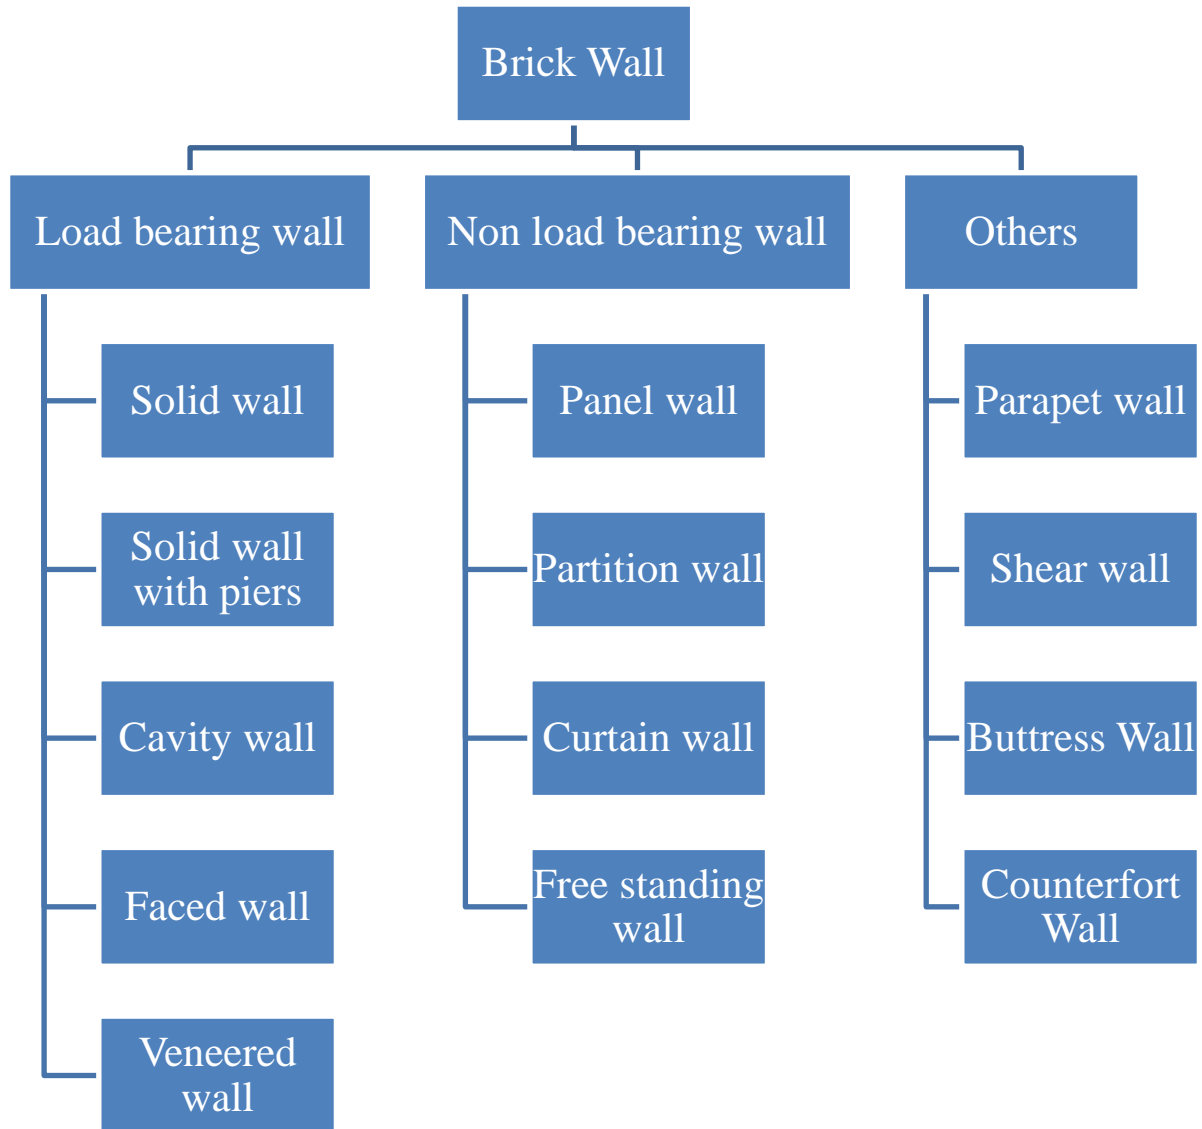 Brick Wall
Load bearing wall
Non load bearing wall
Others
Solid wall
Solid wall
with piers
Cavity wall
Faced wall
Veneered
wall
Panel wall
Partition wall
Curtain wall
Free standing
wall
Parapet wall
Shear wall
Buttress Wall
Counterfort
Wall